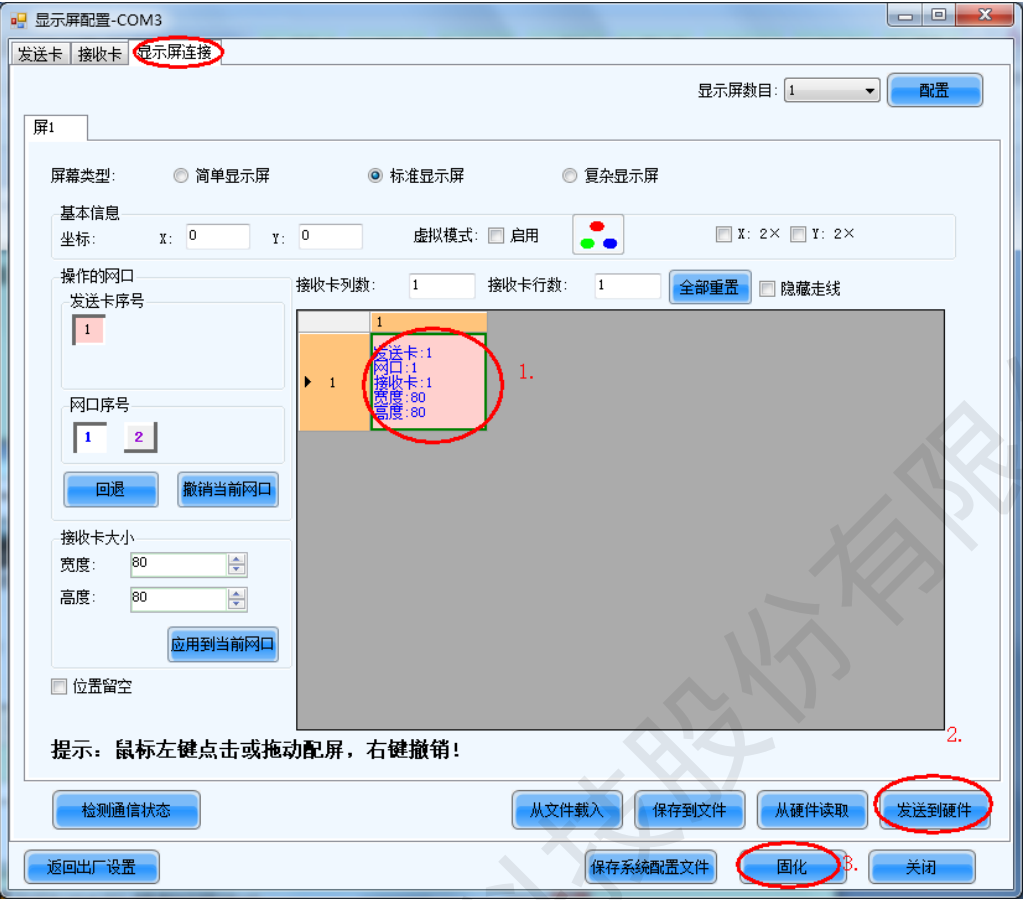 显示屏配置-COM3
发送卡 接收卡 显示屏连接
显示屏数目: 1 配置
屏1
屏幕类型: 简单显示屏 标准显示屏 复杂显示屏
基本信息
坐标: X: 0 Y: 0 虚拟模式: 启用 X: 2× Y: 2×
操作的网口
接收卡列数: 1 接收卡行数: 1 全部重置 隐藏走线
发送卡序号
1
1
1
发送卡:1
网口:1
接收卡:1
宽度:80
高度:80
1.
网口序号
1 2
回退 撤销当前网口
接收卡大小
宽度: 80
高度: 80
应用到当前网口
位置留空
提示: 鼠标左键点击或拖动配屏，右键撤销!
2.
检测通信状态 从文件载入 保存到文件 从硬件读取 发送到硬件
返回出厂设置 保存系统配置文件 固化 3. 关闭
科技股份有限